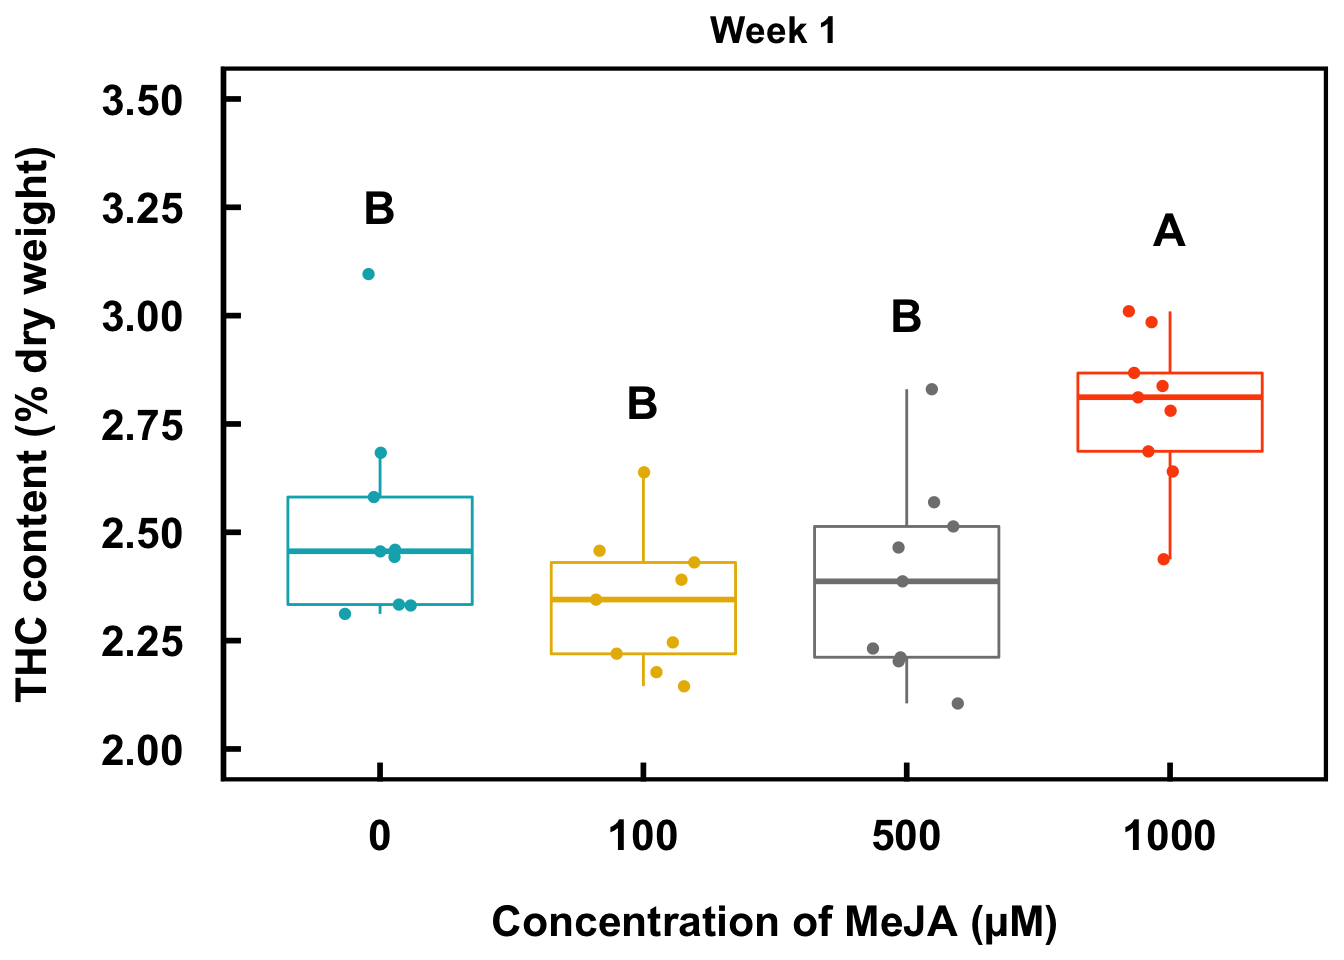 Week 1
THC content (% dry weight)
3.50
3.25
3.00
2.75
2.50
2.25
2.00
B
B
B
A
0 100 500 1000
Concentration of MeJA (µM)